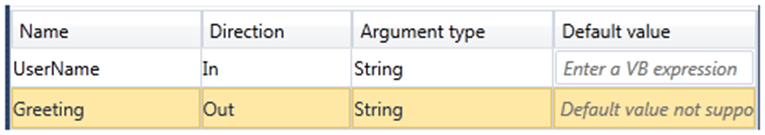 Name Direction Argument type Default value
UserName In String Enter a VB expression
Greeting Out String Default value not suppo